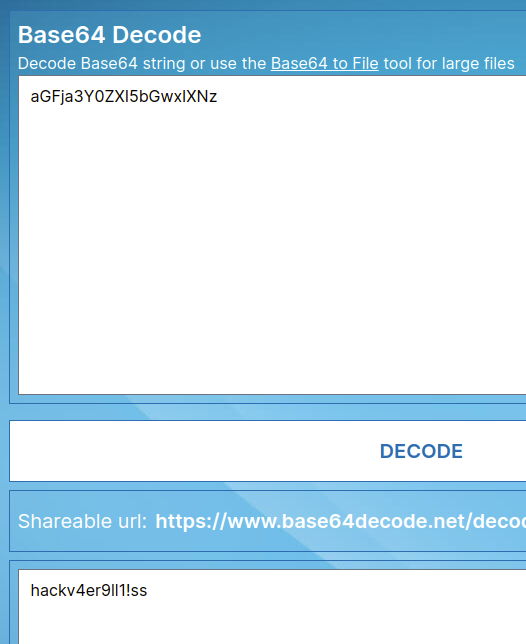 Base64 Decode
Decode Base64 string or use the Base64 to File tool for large files
aGFja3Y0ZXI5bGwxIXNz
DECODE
Shareable url: https://www.base64decode.net/deco
hackv4er9ll1!ss